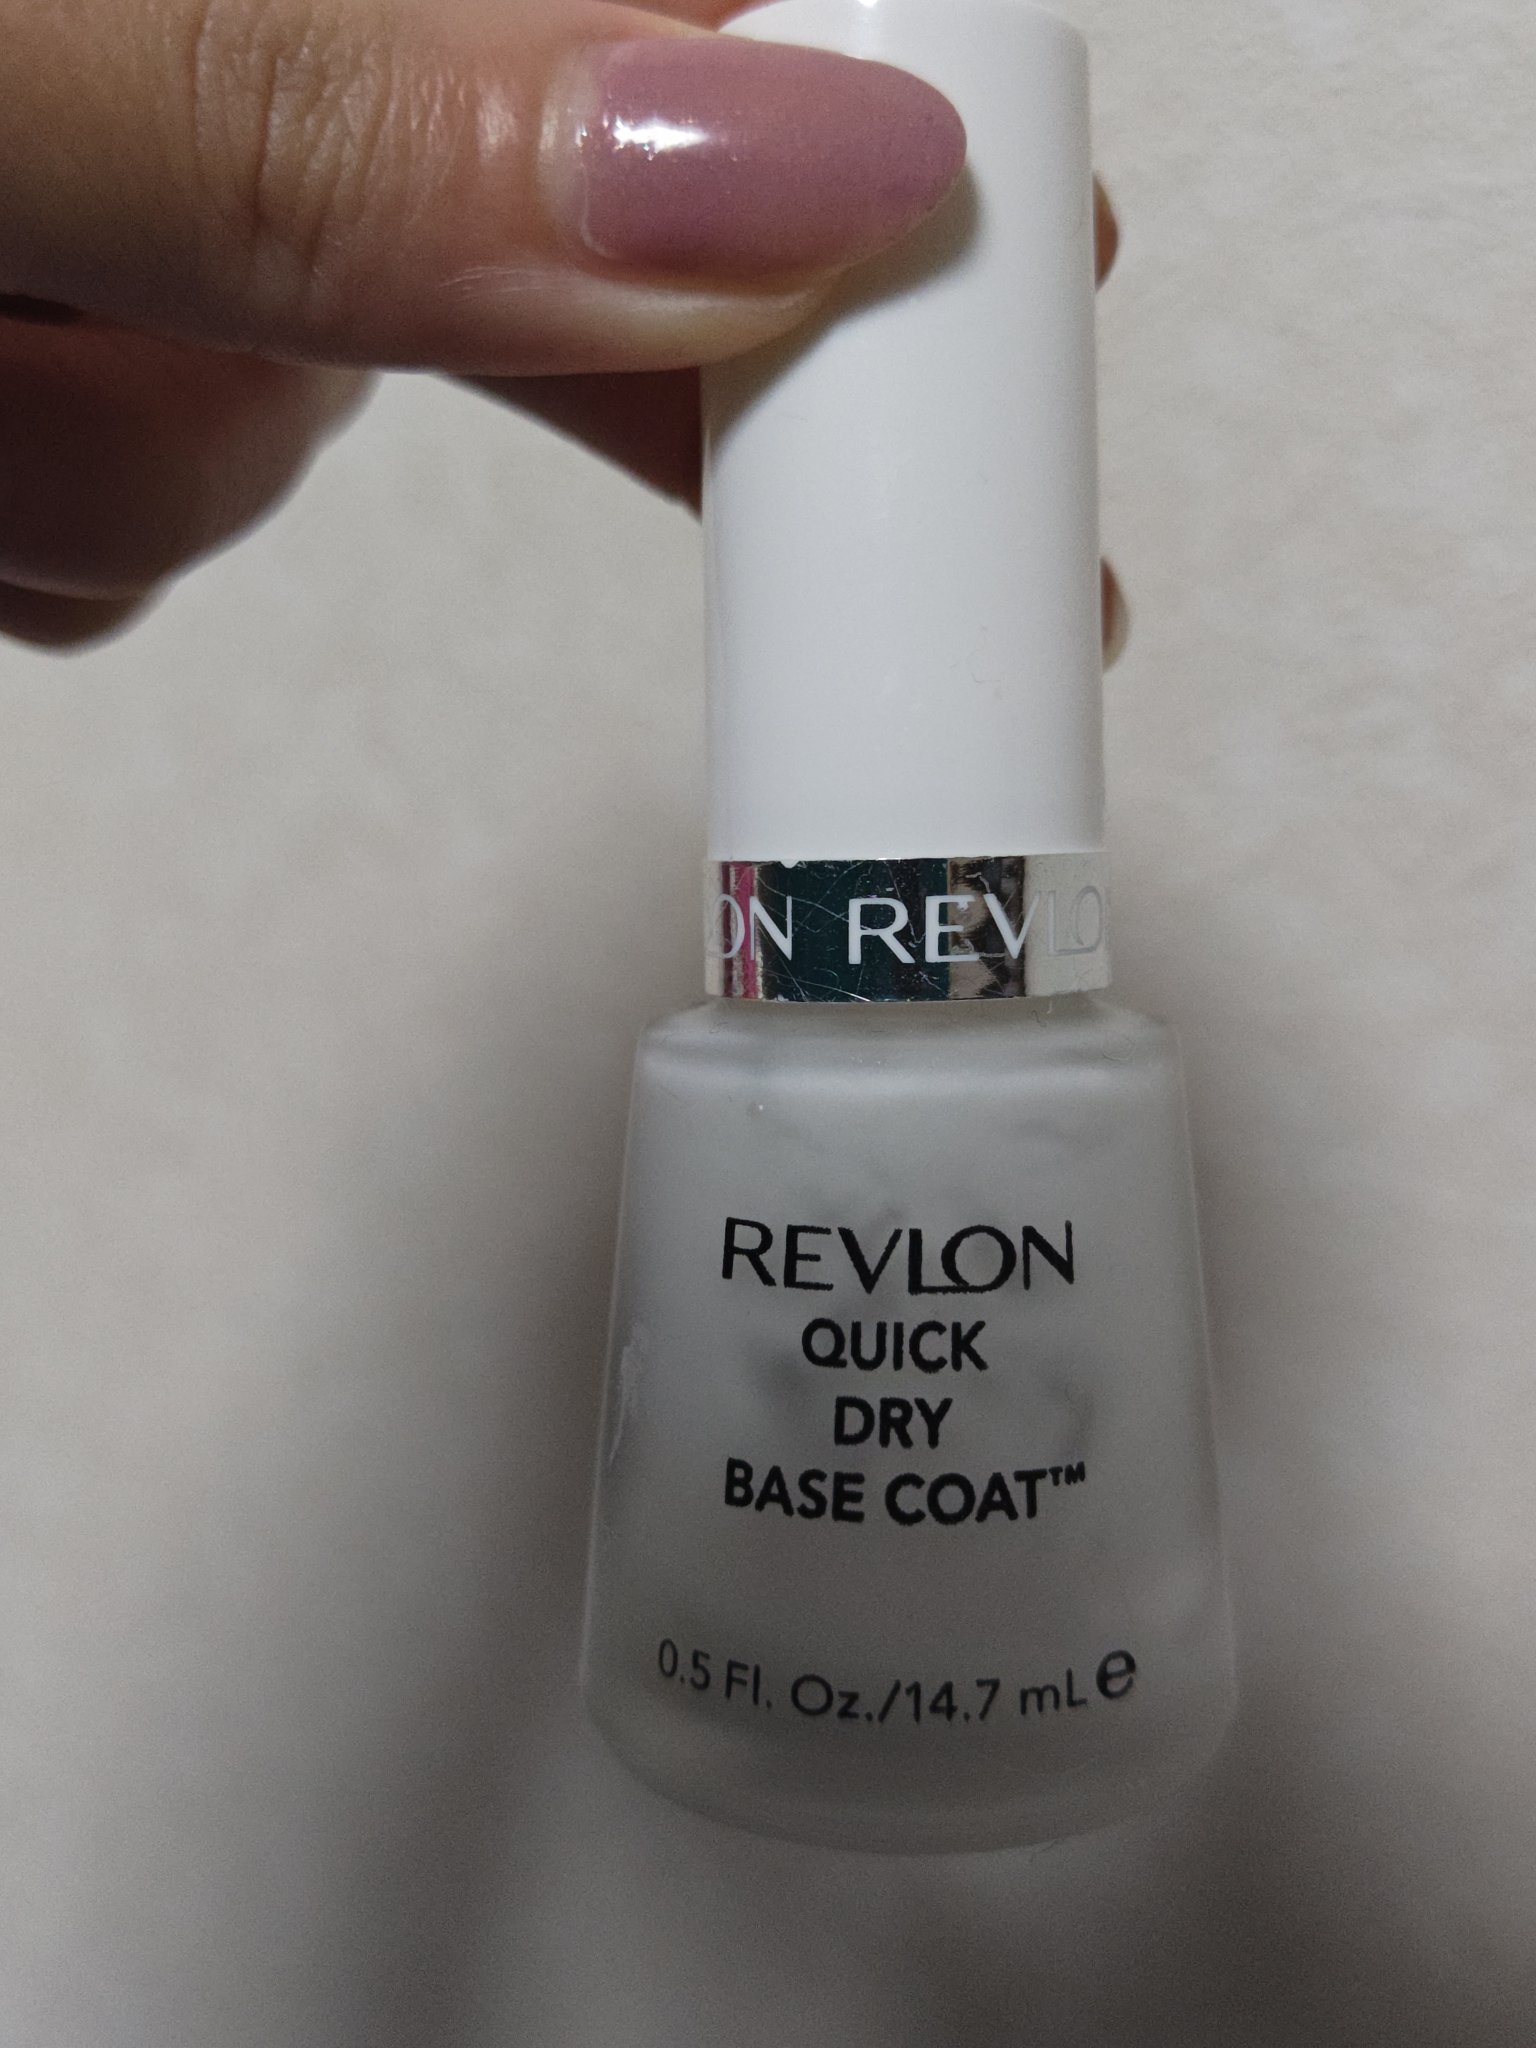 ON REVLO
REVLON
QUICK
DRY
BASE COAT™
0.5 Fl. Oz./14.7 mL e